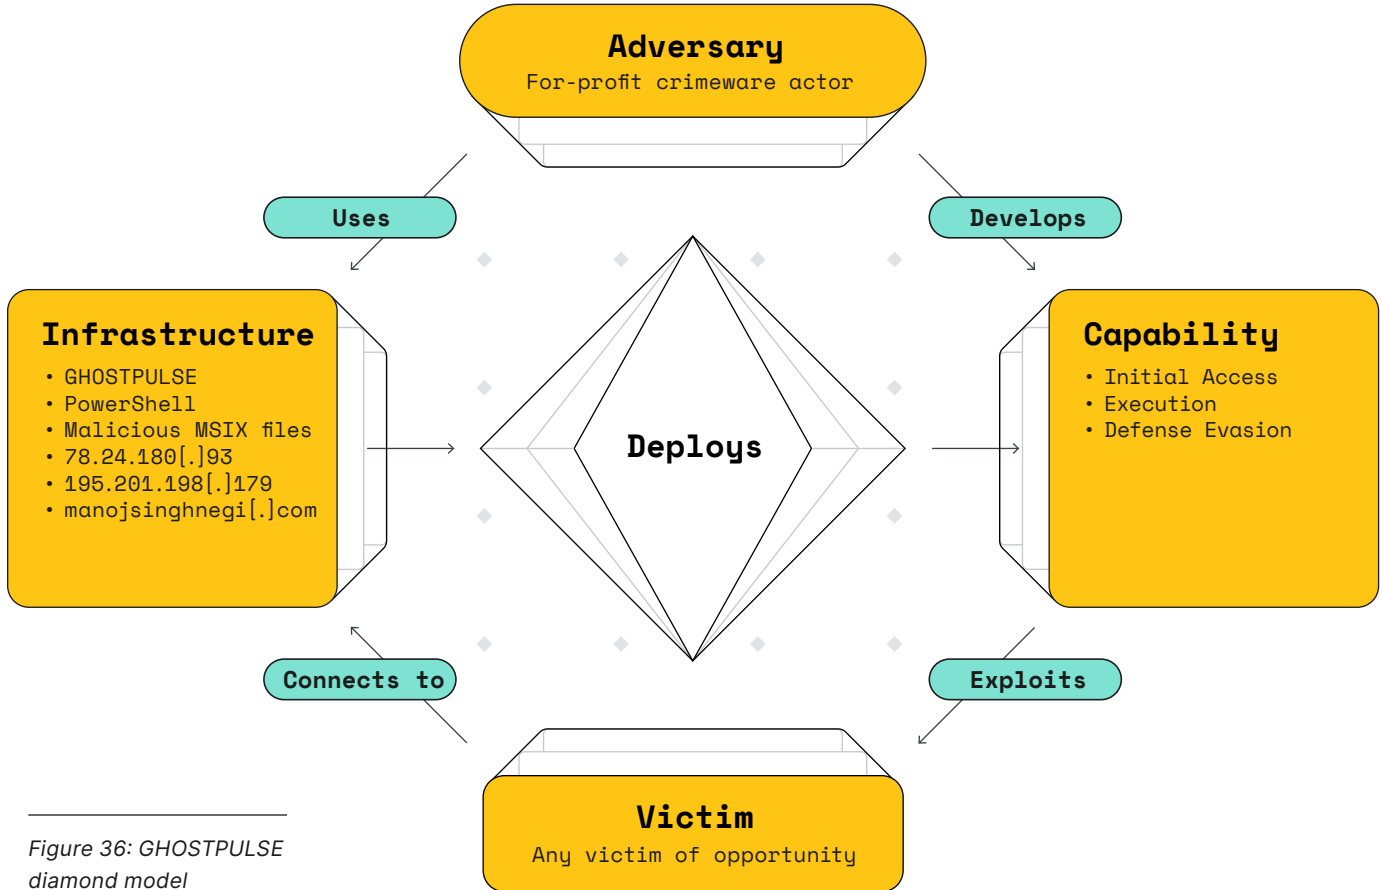 Adversary
For-profit crimeware actor
Uses
Develops
Infrastructure
• GHOSTPULSE
• PowerShell
• Malicious MSIX files
• 78.24.180[.]93
• 195.201.198[.]179
• manojsinghnegi[.]com
Deploys
Capability
• Initial Access
• Execution
• Defense Evasion
Connects to
Exploits
Victim
Any victim of opportunity
Figure 36: GHOSTPULSE
diamond model